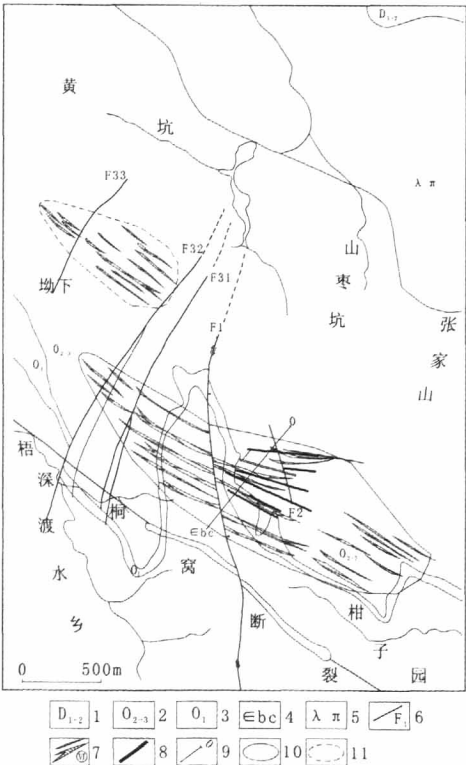 D₁₋₂
黄坑
λπ
F33
山枣坑
F32
F31
坳下
F1
张家山
O₁
O₂₋₃
梧桐窝断裂
O
深渡水乡
F2
∈bc
O₂₋₃
O₁
柑子园
0 500m
D₁₋₂ 1 O₂₋₃ 2 O₁ 3 ∈bc 4 λπ 5 F₁ 6
7 8 9 10 11